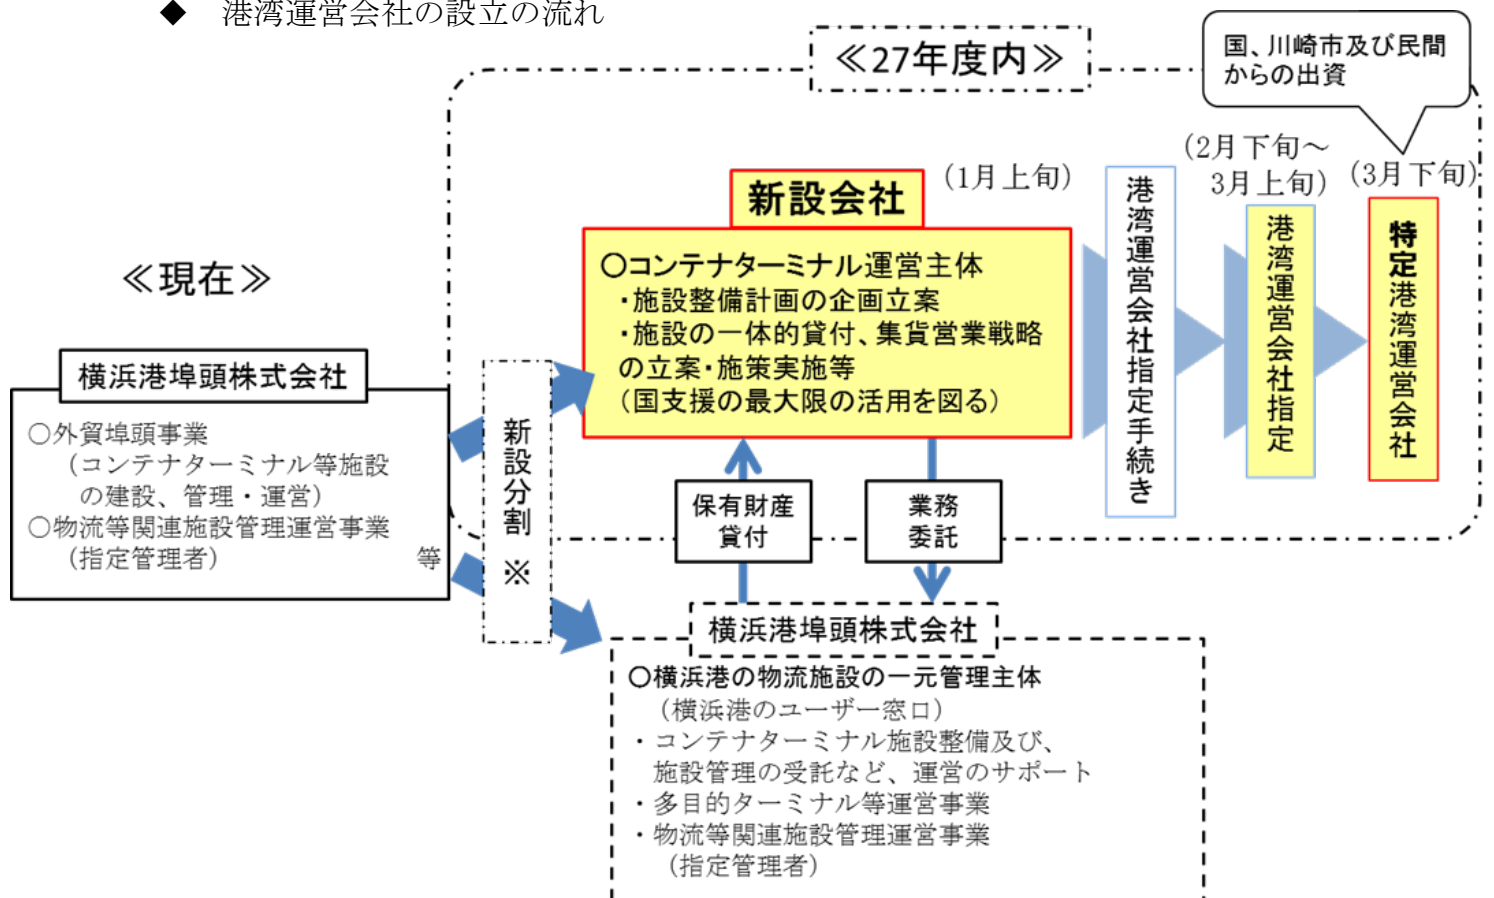 ◆ 港湾運営会社の設立の流れ
≪27年度内≫
国、川崎市及び民間
からの出資
≪現在≫
横浜港埠頭株式会社
○外貿埠頭事業
（コンテナターミナル等施設
の建設、管理・運営）
○物流等関連施設管理運営事業
（指定管理者） 等
新設分割 ※
新設会社
（1月上旬）
○コンテナターミナル運営主体
・施設整備計画の企画立案
・施設の一体的貸付、集貨営業戦略
の立案・施策実施等
（国支援の最大限の活用を図る）
港湾運営会社指定手続き
（2月下旬～
3月上旬）
港湾運営会社指定
（3月下旬）
特定港湾運営会社
保有財産
貸付
業務
委託
横浜港埠頭株式会社
○横浜港の物流施設の一元管理主体
（横浜港のユーザー窓口）
・コンテナターミナル施設整備及び、
施設管理の受託など、運営のサポート
・多目的ターミナル等運営事業
・物流等関連施設管理運営事業
（指定管理者）